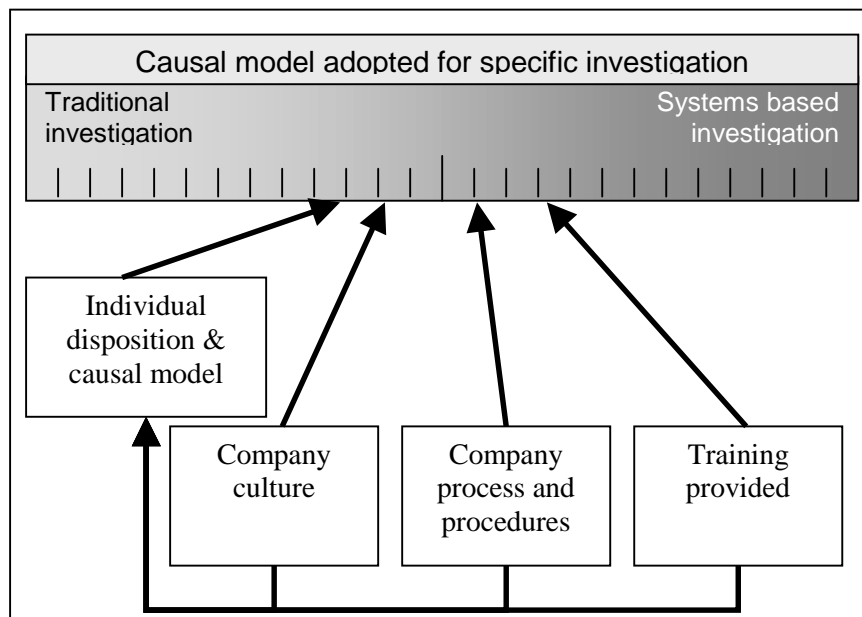 Causal model adopted for specific investigation
Traditional
investigation
Systems based
investigation
Individual
disposition &
causal model
Company
culture
Company
process and
procedures
Training
provided